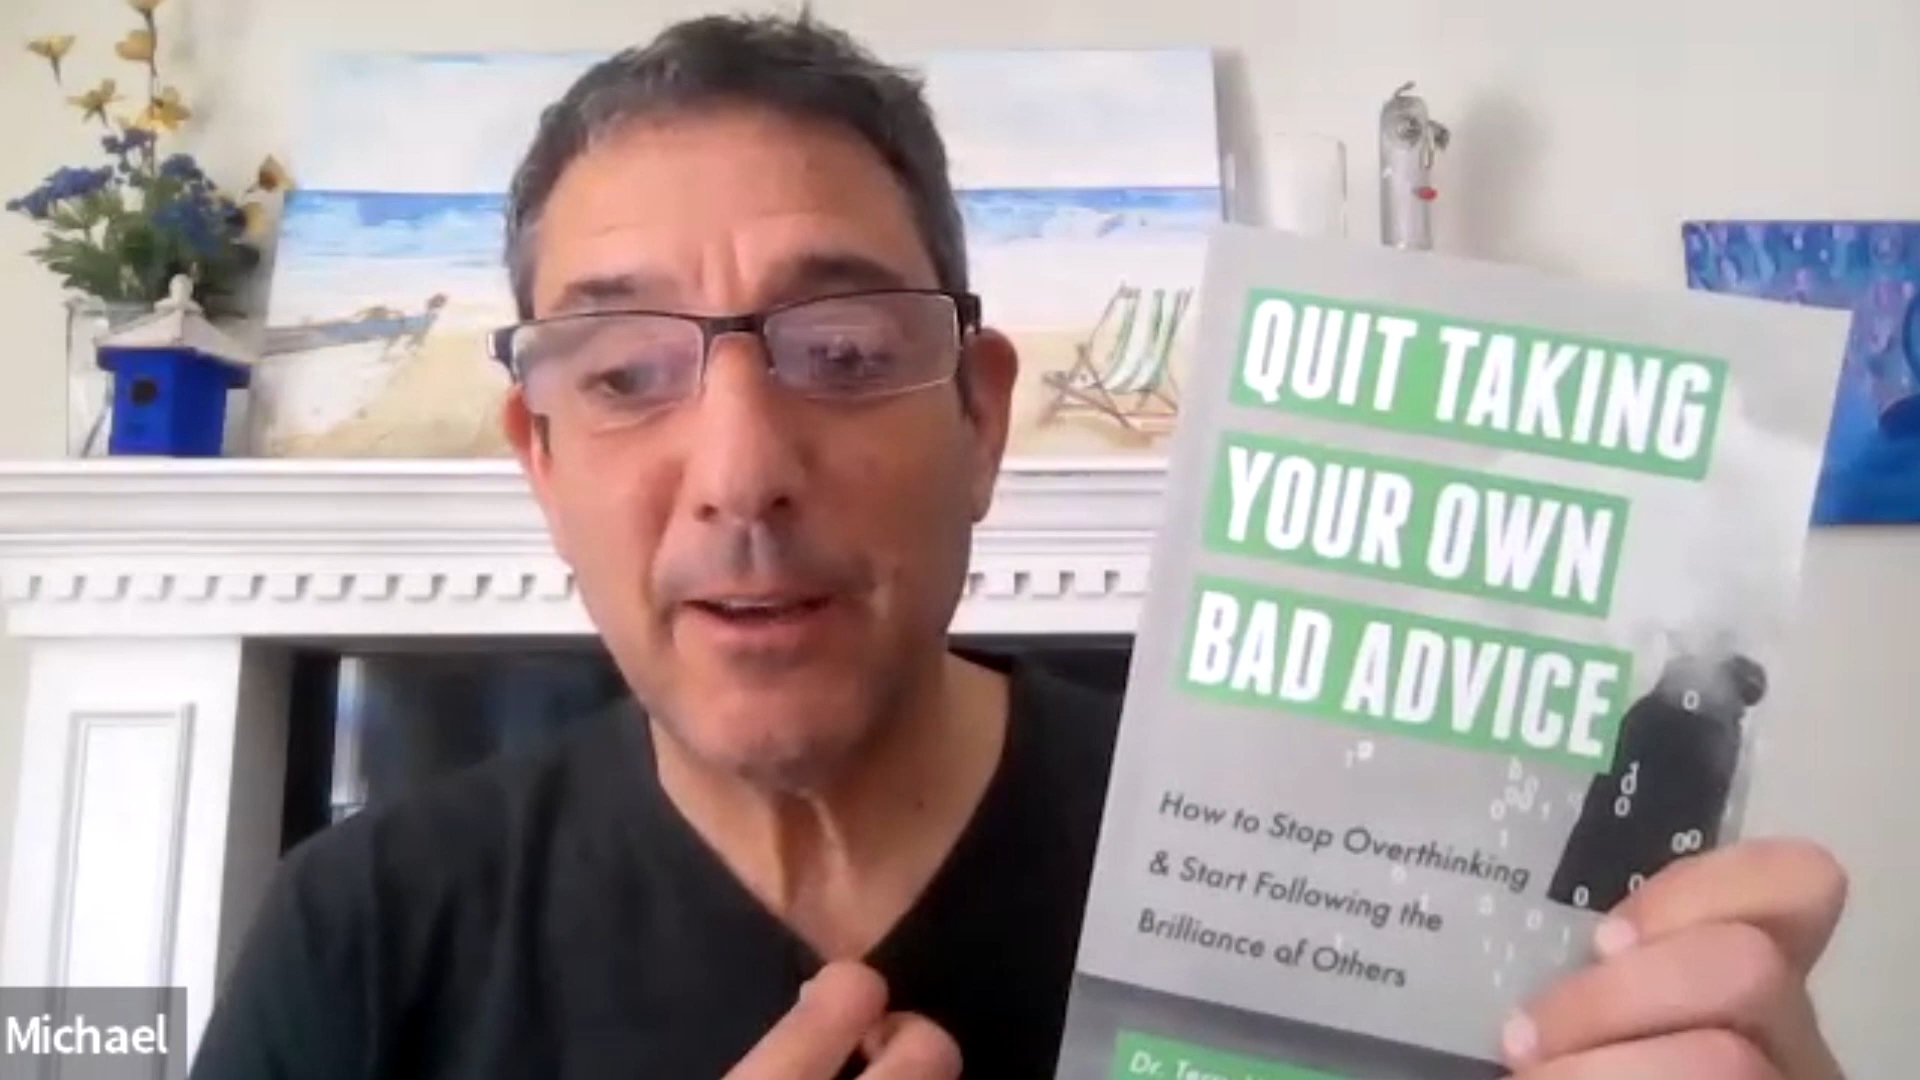 QUIT TAKING
YOUR OWN
BAD ADVICE
How to Stop Overthinking
& Start Following the
Brilliance of Others
Dr.
Michael